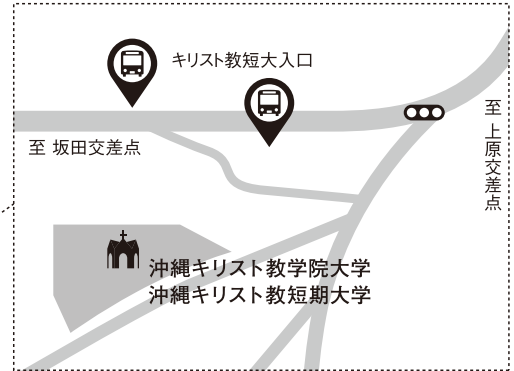 キリスト教短大入口
至 坂田交差点
至 上原交差点
沖縄キリスト教学院大学
沖縄キリスト教短期大学